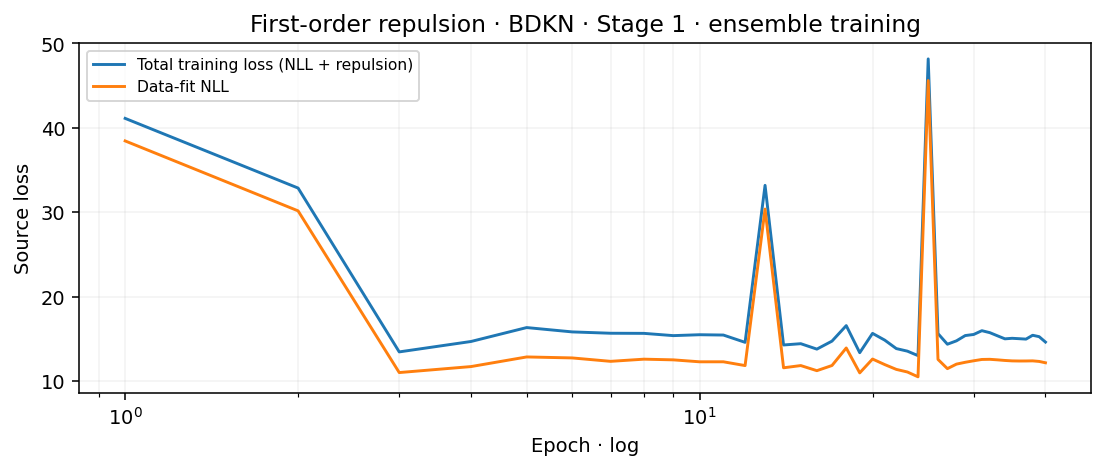 First-order repulsion · BDKN · Stage 1 · ensemble training
Total training loss (NLL + repulsion)
Data-fit NLL
Source loss
50
40
30
20
10
10⁰
10¹
Epoch · log